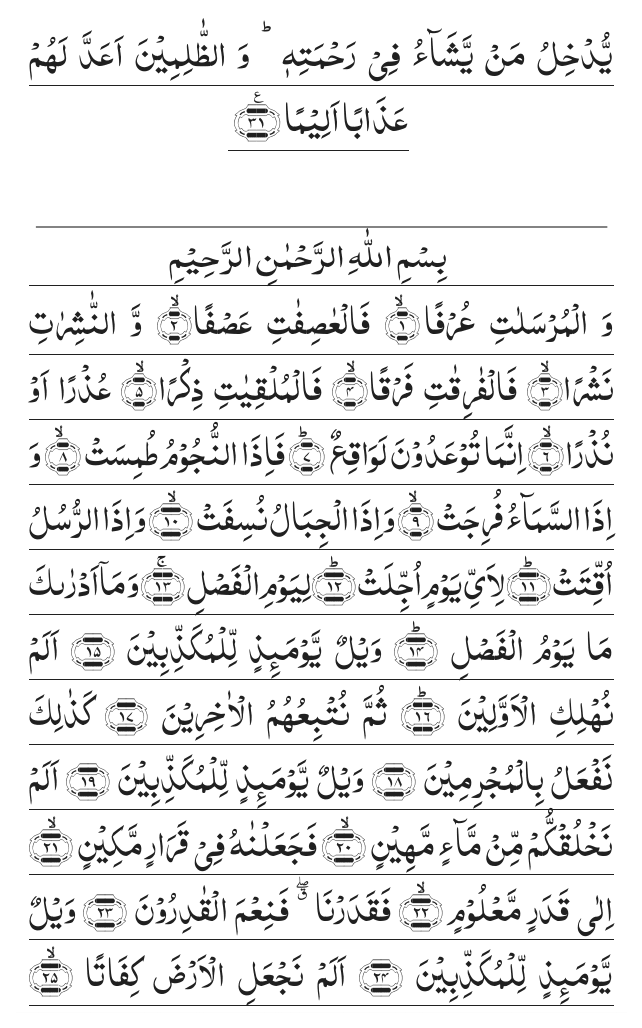 يُّدۡخِلُ مَنۡ يَّشَآءُ فِىۡ رَحۡمَتِهٖ‌ ؕ وَ الظّٰلِمِيۡنَ اَعَدَّ لَهُمۡ
عَذَابًا اَلِيۡمًا ﴿۳۱﴾ ع
بِسۡمِ اللهِ الرَّحۡمٰنِ الرَّحِيۡمِ
وَ الۡمُرۡسَلٰتِ عُرۡفًا ۙ‏ ﴿۱﴾ فَالۡعٰصِفٰتِ عَصۡفًا ۙ‏ ﴿۲﴾ وَّ النّٰشِرٰتِ
نَشۡرًا ۙ‏ ﴿۳﴾ فَالۡفٰرِقٰتِ فَرۡقًا ۙ‏ ﴿۴﴾ فَالۡمُلۡقِيٰتِ ذِكۡرًا ۙ‏ ﴿۵﴾ عُذۡرًا اَوۡ
نُذۡرًا ۙ‏ ﴿۶﴾ اِنَّمَا تُوۡعَدُوۡنَ لَوَاقِعٌ ؕ‏ ﴿۷﴾ فَاِذَا النُّجُوۡمُ طُمِسَتۡ ۙ‏ ﴿۸﴾ وَ
اِذَا السَّمَآءُ فُرِجَتۡ ۙ‏ ﴿۹﴾ وَاِذَا الۡجِبَالُ نُسِفَتۡ ۙ‏ ﴿۱۰﴾ وَاِذَا الرُّسُلُ
اُقِّتَتۡ ؕ‏ ﴿۱۱﴾ لِاَىِّ يَوۡمٍ اُجِّلَتۡ ؕ‏ ﴿۱۲﴾ لِيَوۡمِ الۡفَصۡلِ‌ ۚ‏ ﴿۱۳﴾ وَمَاۤ اَدۡرٰٮكَ
مَا يَوۡمُ الۡفَصۡلِ ؕ‏ ﴿۱۴﴾ وَيۡلٌ يَّوۡمَٮِٕذٍ لِّلۡمُكَذِّبِيۡنَ ﴿۱۵﴾ اَلَمۡ
نُهۡلِكِ الۡاَوَّلِيۡنَ ؕ‏ ﴿۱۶﴾ ثُمَّ نُتۡبِعُهُمُ الۡاٰخِرِيۡنَ ﴿۱۷﴾ كَذٰلِكَ
نَفۡعَلُ بِالۡمُجۡرِمِيۡنَ ﴿۱۸﴾ وَيۡلٌ يَّوۡمَٮِٕذٍ لِّلۡمُكَذِّبِيۡنَ ﴿۱۹﴾ اَلَمۡ
نَخۡلُقۡكُّمۡ مِّنۡ مَّآءٍ مَّهِيۡنٍ ۙ‏ ﴿۲۰﴾ فَجَعَلۡنٰهُ فِىۡ قَرَارٍ مَّكِيۡنٍ ۙ‏ ﴿۲۱﴾
اِلٰى قَدَرٍ مَّعۡلُوۡمٍ ۙ‏ ﴿۲۲﴾ فَقَدَرۡنَا ‌ۖ ۗ فَنِعۡمَ الۡقٰدِرُوۡنَ ﴿۲۳﴾ وَيۡلٌ
يَّوۡمَٮِٕذٍ لِّلۡمُكَذِّبِيۡنَ ﴿۲۴﴾ اَلَمۡ نَجۡعَلِ الۡاَرۡضَ كِفَاتًا ۙ‏ ﴿۲۵﴾